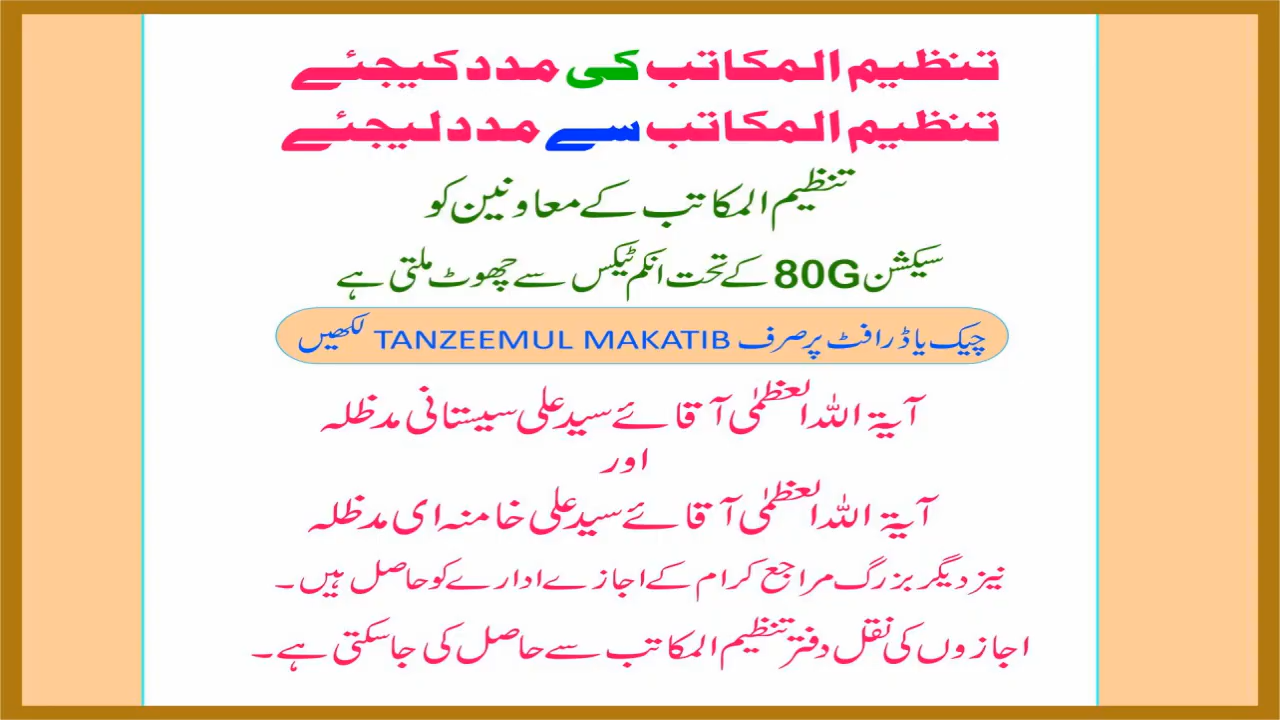 تنظیم المکاتب کی مدد کیجئے
تنظیم المکاتب سے مدد لیجئے
تنظیم المکاتب کے معاونین کو
سیکشن 80G کے تحت انکم ٹیکس سے چھوٹ ملتی ہے
چیک یا ڈرافٹ پر صرف TANZEEMUL MAKATIB لکھیں
آیۃ اللہ العظمٰی آقائے سید علی سیستانی مدظلہ
اور
آیۃ اللہ العظمٰی آقائے سید علی خامنہ ای مدظلہ
نیز دیگر بزرگ مراجع کرام کے اجازے ادارے کو حاصل ہیں۔
اجازوں کی نقل دفتر تنظیم المکاتب سے حاصل کی جاسکتی ہے۔